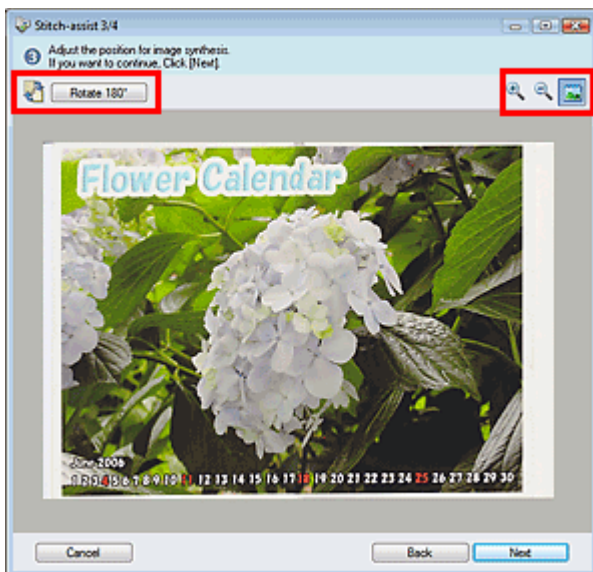 Stitch-assist 3/4
3
Adjust the position for image synthesis.
If you want to continue, Click [Next].
Rotate 180°
Flower Calendar
June 2006
1 2 3 4 5 6 7 8 9 10 11 12 13 14 15 16 17 18 19 20 21 22 23 24 25 26 27 28 29 30
Cancel
Back
Next